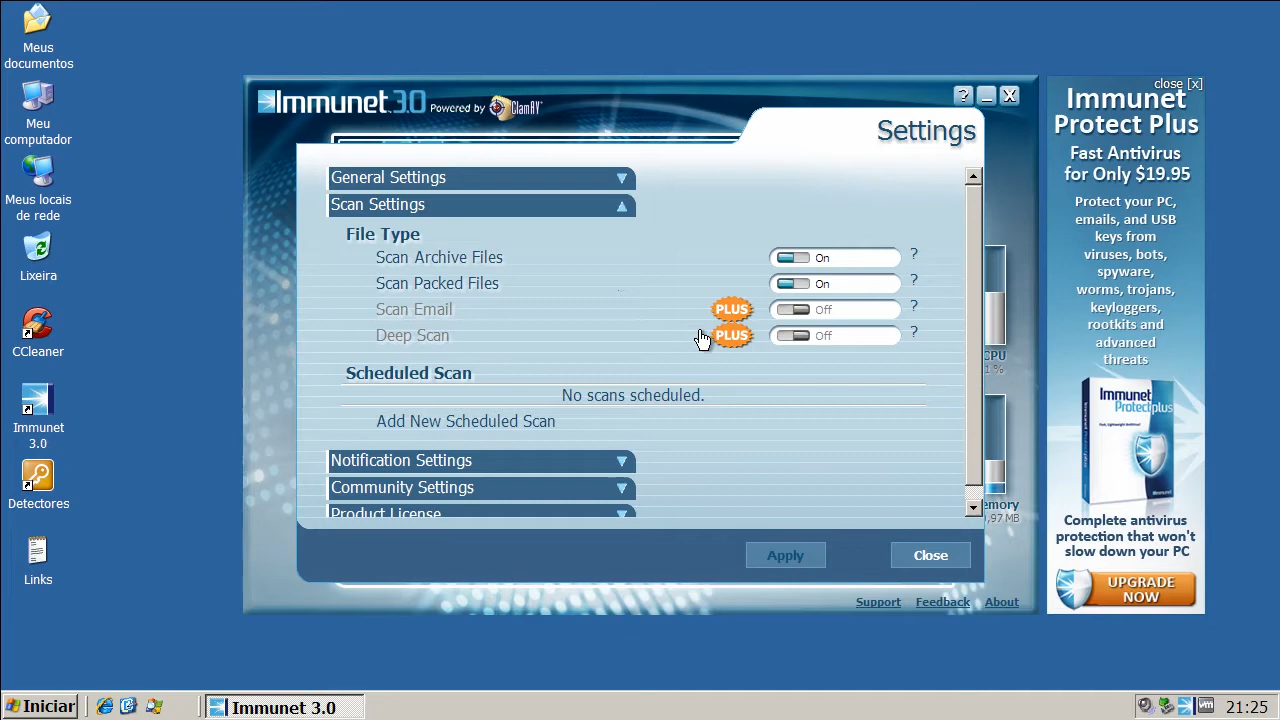 Meus
documentos
Meu
computador
Meus locais
de rede
Lixeira
CCleaner
Immunet
3.0
Detectores
Links
Immunet 3.0 Powered by ClamAV
?
X
Settings
General Settings
Scan Settings
File Type
Scan Archive Files On ?
Scan Packed Files On ?
Scan Email PLUS Off ?
Deep Scan PLUS Off ?
Scheduled Scan
No scans scheduled.
Add New Scheduled Scan
Notification Settings
Community Settings
Product License
Apply Close
CPU
1 %
emory
,97 MB
Support Feedback About
close [x]
Immunet
Protect Plus
Fast Antivirus
for Only $19.95
Protect your PC,
emails, and USB
keys from
viruses, bots,
spyware,
worms, trojans,
keyloggers,
rootkits and
advanced
threats
Immunet
Protect plus
Complete antivirus
protection that won't
slow down your PC
UPGRADE
NOW
Iniciar
Immunet 3.0
vm
21:25